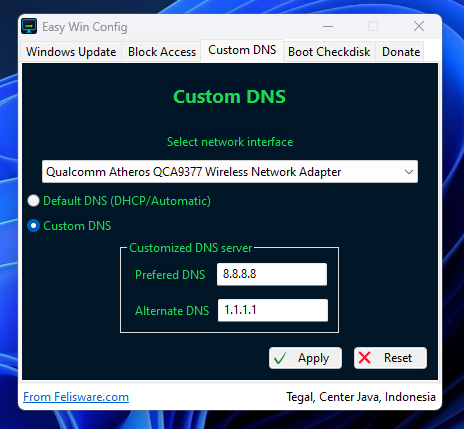 Easy Win Config
Windows Update Block Access Custom DNS Boot Checkdisk Donate
Custom DNS
Select network interface
Qualcomm Atheros QCA9377 Wireless Network Adapter
Default DNS (DHCP/Automatic)
Custom DNS
Customized DNS server
Prefered DNS 8.8.8.8
Alternate DNS 1.1.1.1
Apply Reset
From Felisware.com Tegal, Center Java, Indonesia